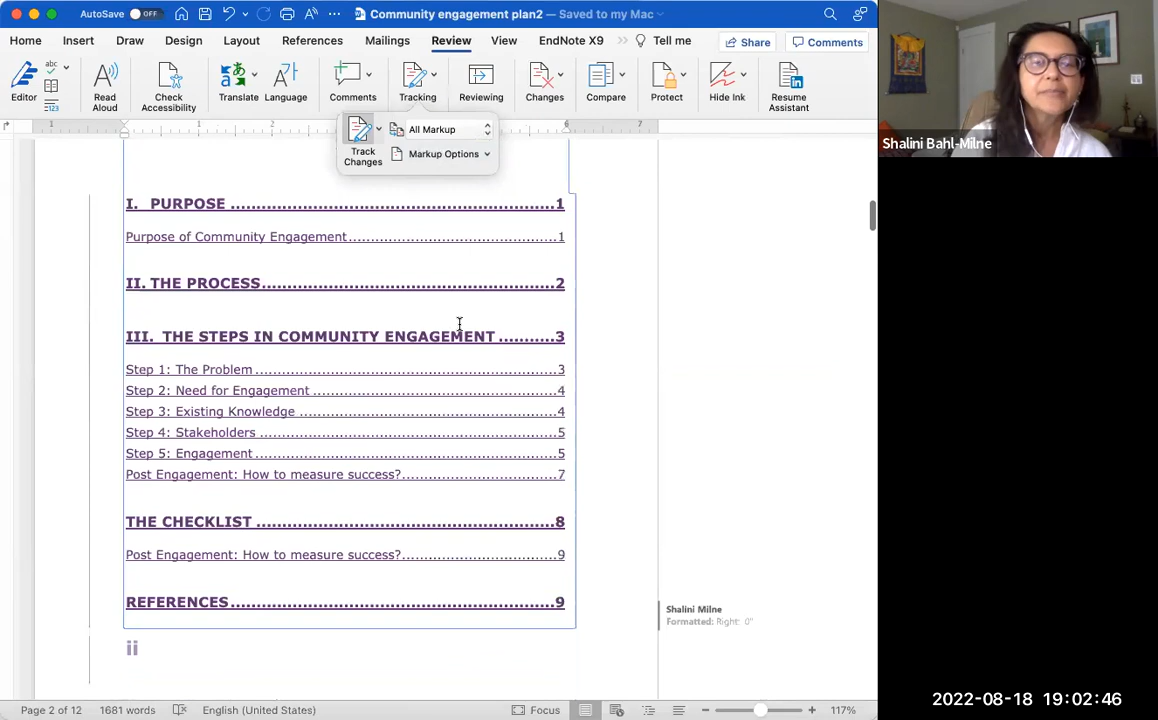 AutoSave OFF ... Community engagement plan2 — Saved to my Mac
Home Insert Draw Design Layout References Mailings Review View EndNote X9 >> Tell me Share Comments
Editor abc 123 Read Aloud Check Accessibility Translate Language Comments Tracking Reviewing Changes Compare Protect Hide Ink Resume Assistant
1 1 2 6 7
Track Changes All Markup
Markup Options
I. PURPOSE ................................................................1
Purpose of Community Engagement................................................1
II. THE PROCESS.........................................................2
III. THE STEPS IN COMMUNITY ENGAGEMENT ...........3
Step 1: The Problem ....................................................................3
Step 2: Need for Engagement ........................................................4
Step 3: Existing Knowledge ...........................................................4
Step 4: Stakeholders ...................................................................5
Step 5: Engagement ....................................................................5
Post Engagement: How to measure success?.....................................7
THE CHECKLIST ..........................................................8
Post Engagement: How to measure success?.....................................9
REFERENCES................................................................9
ii
Shalini Milne
Formatted: Right: 0"
Page 2 of 12 1681 words English (United States) Focus 117%
Shalini Bahl-Milne
2022-08-18 19:02:46